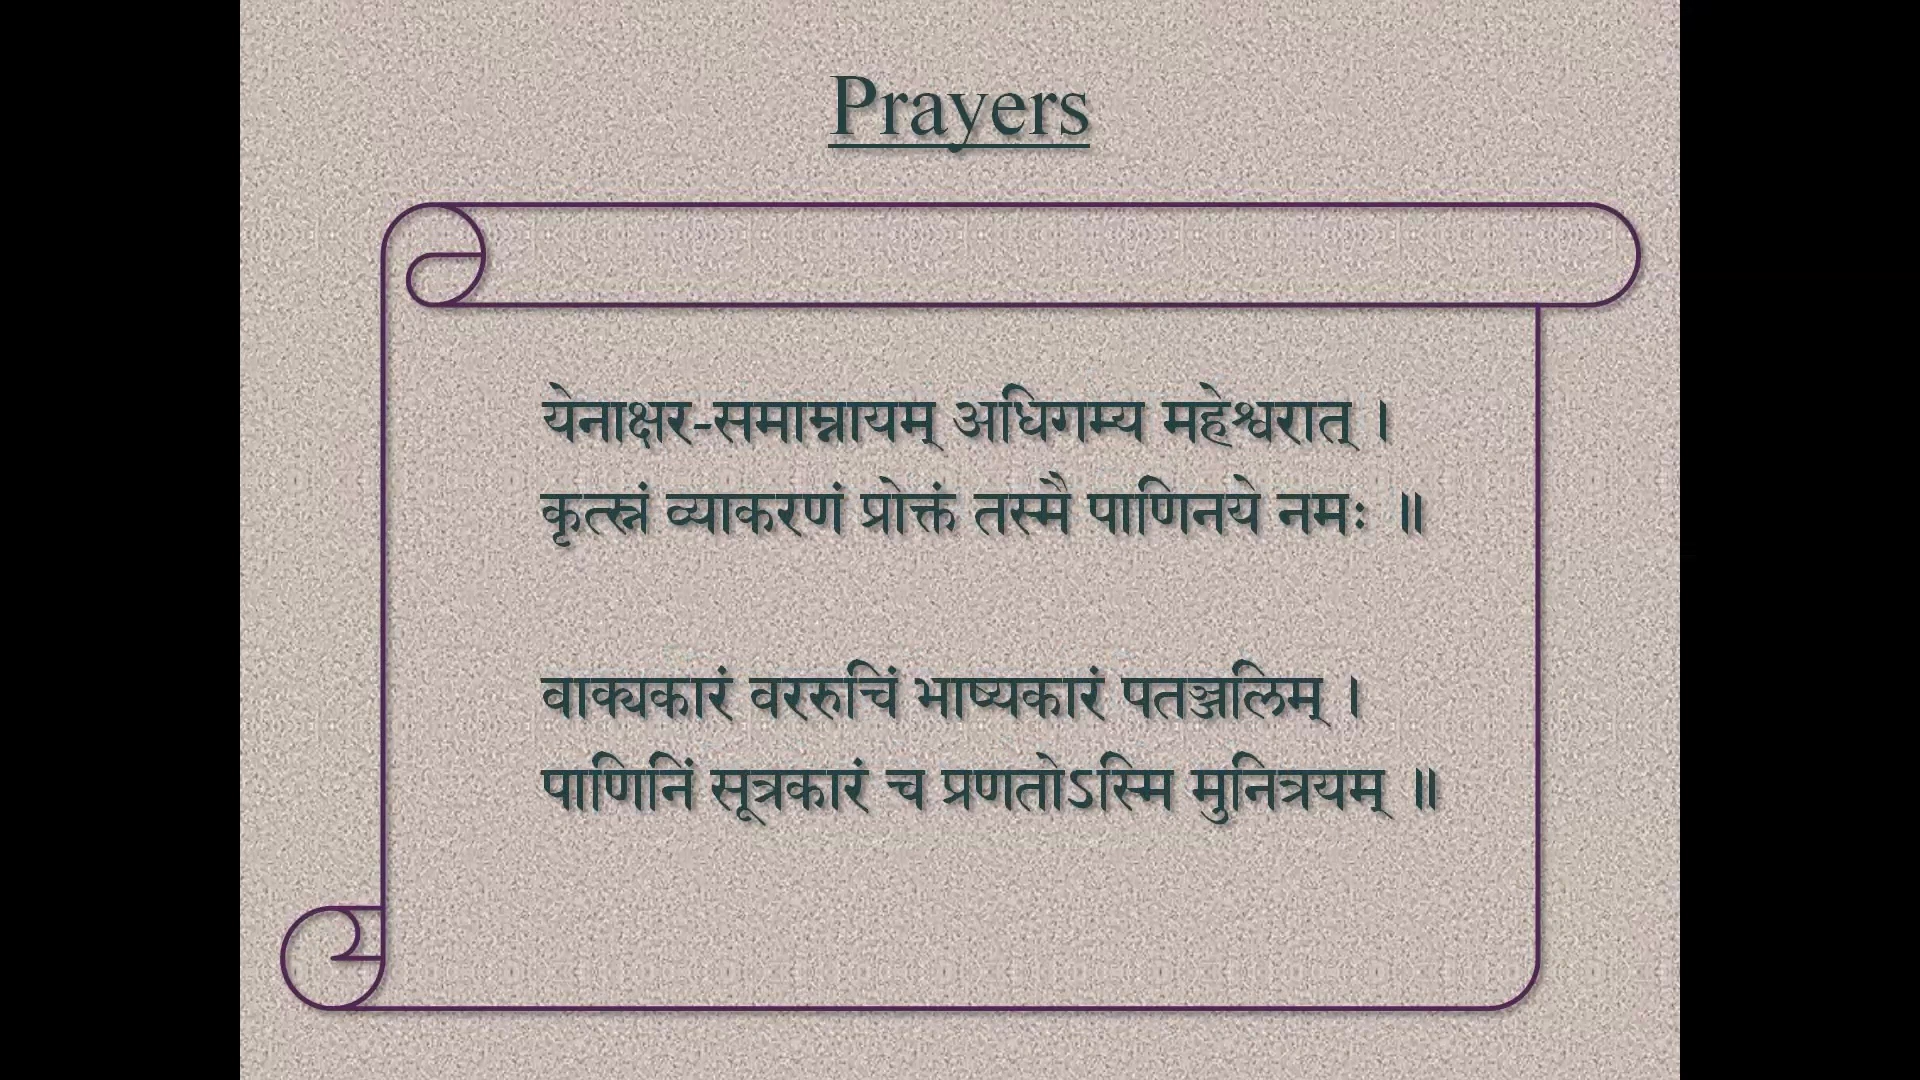 Prayers
येनाक्षर-समाम्नायम् अधिगम्य महेश्वरात् ।
कृत्स्नं व्याकरणं प्रोक्तं तस्मै पाणिनये नमः ॥
वाक्यकारं वररुचिं भाष्यकारं पतञ्जलिम् ।
पाणिनिं सूत्रकारं च प्रणतोऽस्मि मुनित्रयम् ॥